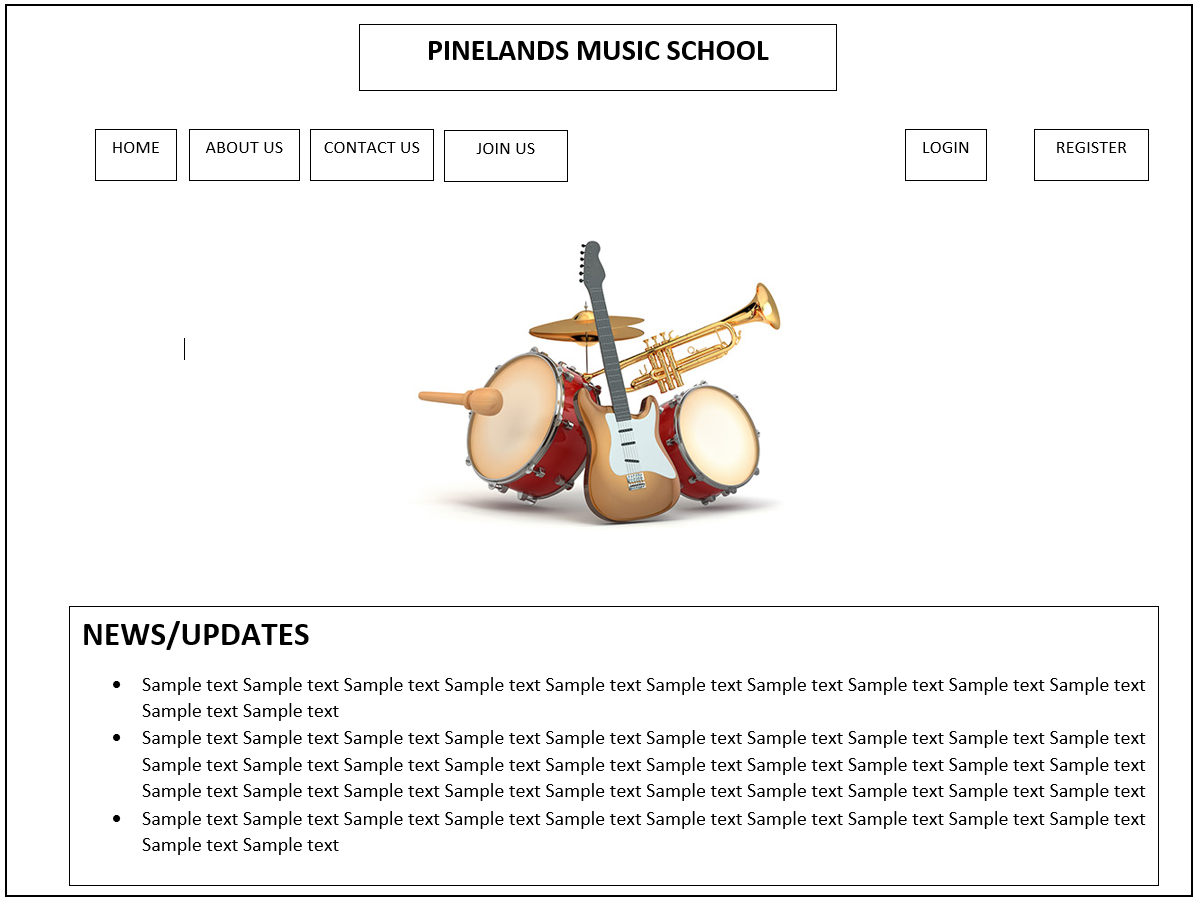 PINELANDS MUSIC SCHOOL
HOME ABOUT US CONTACT US JOIN US LOGIN REGISTER
NEWS/UPDATES
• Sample text Sample text Sample text Sample text Sample text Sample text Sample text Sample text Sample text Sample text
Sample text Sample text
• Sample text Sample text Sample text Sample text Sample text Sample text Sample text Sample text Sample text Sample text
Sample text Sample text Sample text Sample text Sample text Sample text Sample text Sample text Sample text Sample text
Sample text Sample text Sample text Sample text Sample text Sample text Sample text Sample text Sample text Sample text
• Sample text Sample text Sample text Sample text Sample text Sample text Sample text Sample text Sample text Sample text
Sample text Sample text